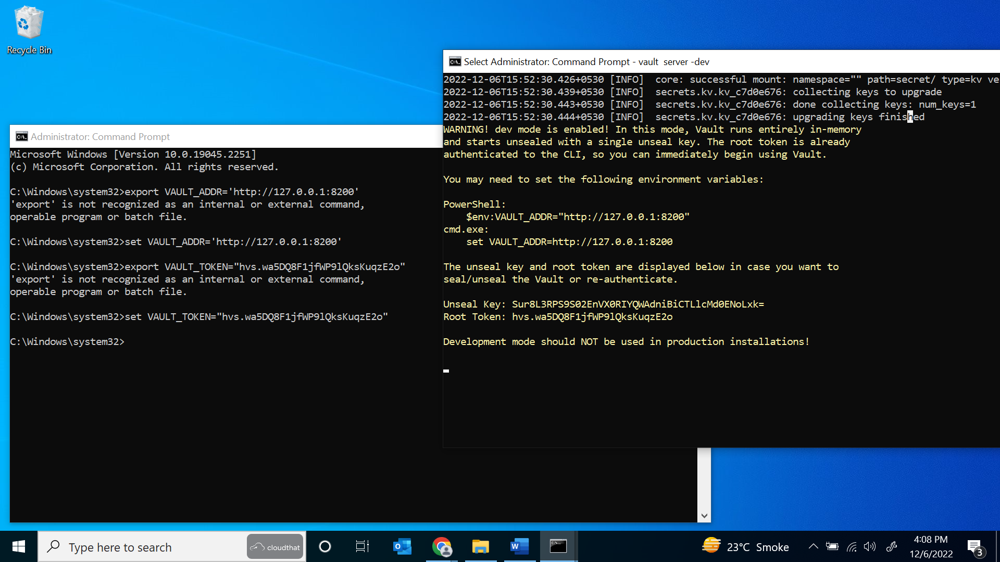 Recycle Bin
Select Administrator: Command Prompt - vault  server -dev
2022-12-06T15:52:30.426+0530 [INFO]  core: successful mount: namespace="" path=secret/ type=kv ve
2022-12-06T15:52:30.439+0530 [INFO]  secrets.kv.kv_c7d0e676: collecting keys to upgrade
2022-12-06T15:52:30.443+0530 [INFO]  secrets.kv.kv_c7d0e676: done collecting keys: num_keys=1
2022-12-06T15:52:30.444+0530 [INFO]  secrets.kv.kv_c7d0e676: upgrading keys finished
WARNING! dev mode is enabled! In this mode, Vault runs entirely in-memory
and starts unsealed with a single unseal key. The root token is already
authenticated to the CLI, so you can immediately begin using Vault.
You may need to set the following environment variables:
PowerShell:
    $env:VAULT_ADDR="http://127.0.0.1:8200"
cmd.exe:
    set VAULT_ADDR=http://127.0.0.1:8200
The unseal key and root token are displayed below in case you want to
seal/unseal the Vault or re-authenticate.
Unseal Key: Sur8L3RPS9S02EnVX0RIYQWAdniBiCTLlcMd0ENoLxk=
Root Token: hvs.wa5DQ8F1jfWP9lQksKuqzE2o
Development mode should NOT be used in production installations!
Administrator: Command Prompt
Microsoft Windows [Version 10.0.19045.2251]
(c) Microsoft Corporation. All rights reserved.
C:\Windows\system32>export VAULT_ADDR='http://127.0.0.1:8200'
'export' is not recognized as an internal or external command,
operable program or batch file.
C:\Windows\system32>set VAULT_ADDR='http://127.0.0.1:8200'
C:\Windows\system32>export VAULT_TOKEN="hvs.wa5DQ8F1jfWP9lQksKuqzE2o"
'export' is not recognized as an internal or external command,
operable program or batch file.
C:\Windows\system32>set VAULT_TOKEN="hvs.wa5DQ8F1jfWP9lQksKuqzE2o"
C:\Windows\system32>
Type here to search
cloudthat
23°C  Smoke
4:08 PM
12/6/2022
3